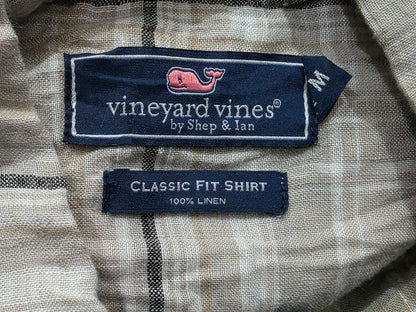 vineyard vines®
by Shep & Ian
M
CLASSIC FIT SHIRT
100% LINEN